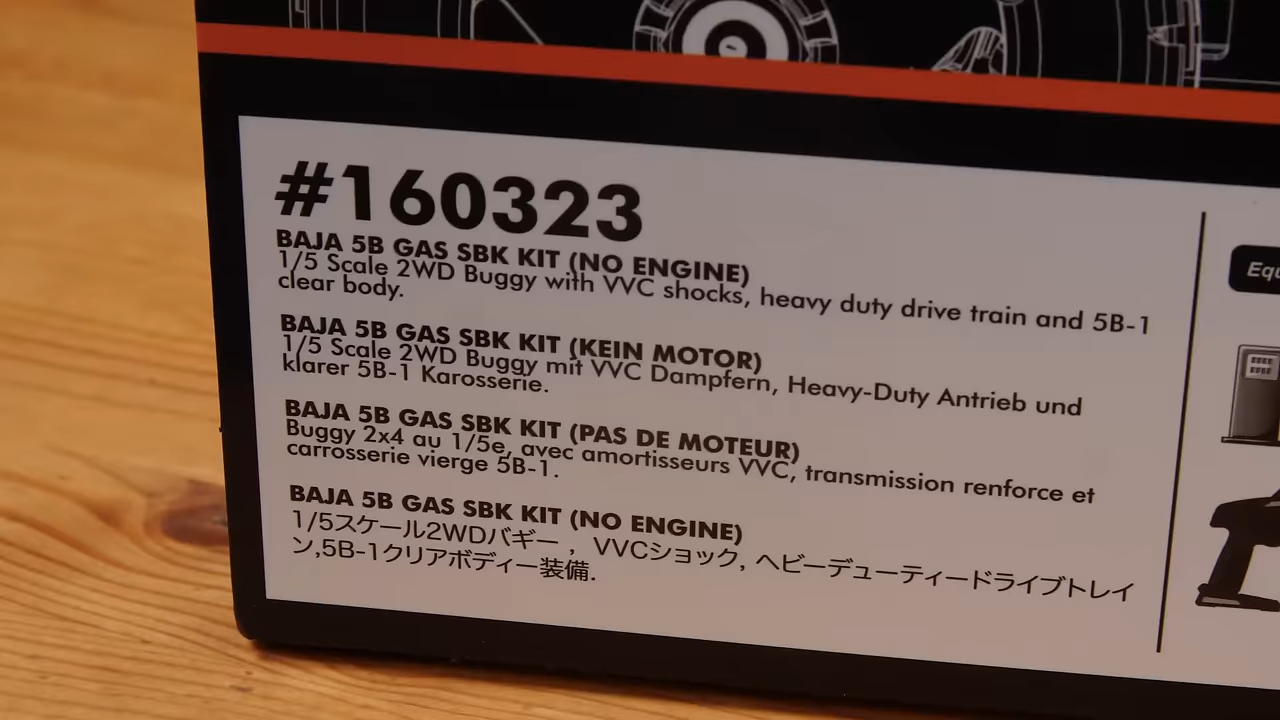 #160323
BAJA 5B GAS SBK KIT (NO ENGINE)
1/5 Scale 2WD Buggy with VVC shocks, heavy duty drive train and 5B-1
clear body.
BAJA 5B GAS SBK KIT (KEIN MOTOR)
1/5 Scale 2WD Buggy mit VVC Dampfern, Heavy-Duty Antrieb und
klarer 5B-1 Karosserie.
BAJA 5B GAS SBK KIT (PAS DE MOTEUR)
Buggy 2x4 au 1/5e, avec amortisseurs VVC, transmission renforce et
carrosserie vierge 5B-1.
BAJA 5B GAS SBK KIT (NO ENGINE)
1/5スケール2WDバギー , VVCショック, ヘビーデューティードライブトレイ
ン,5B-1クリアボディー装備.